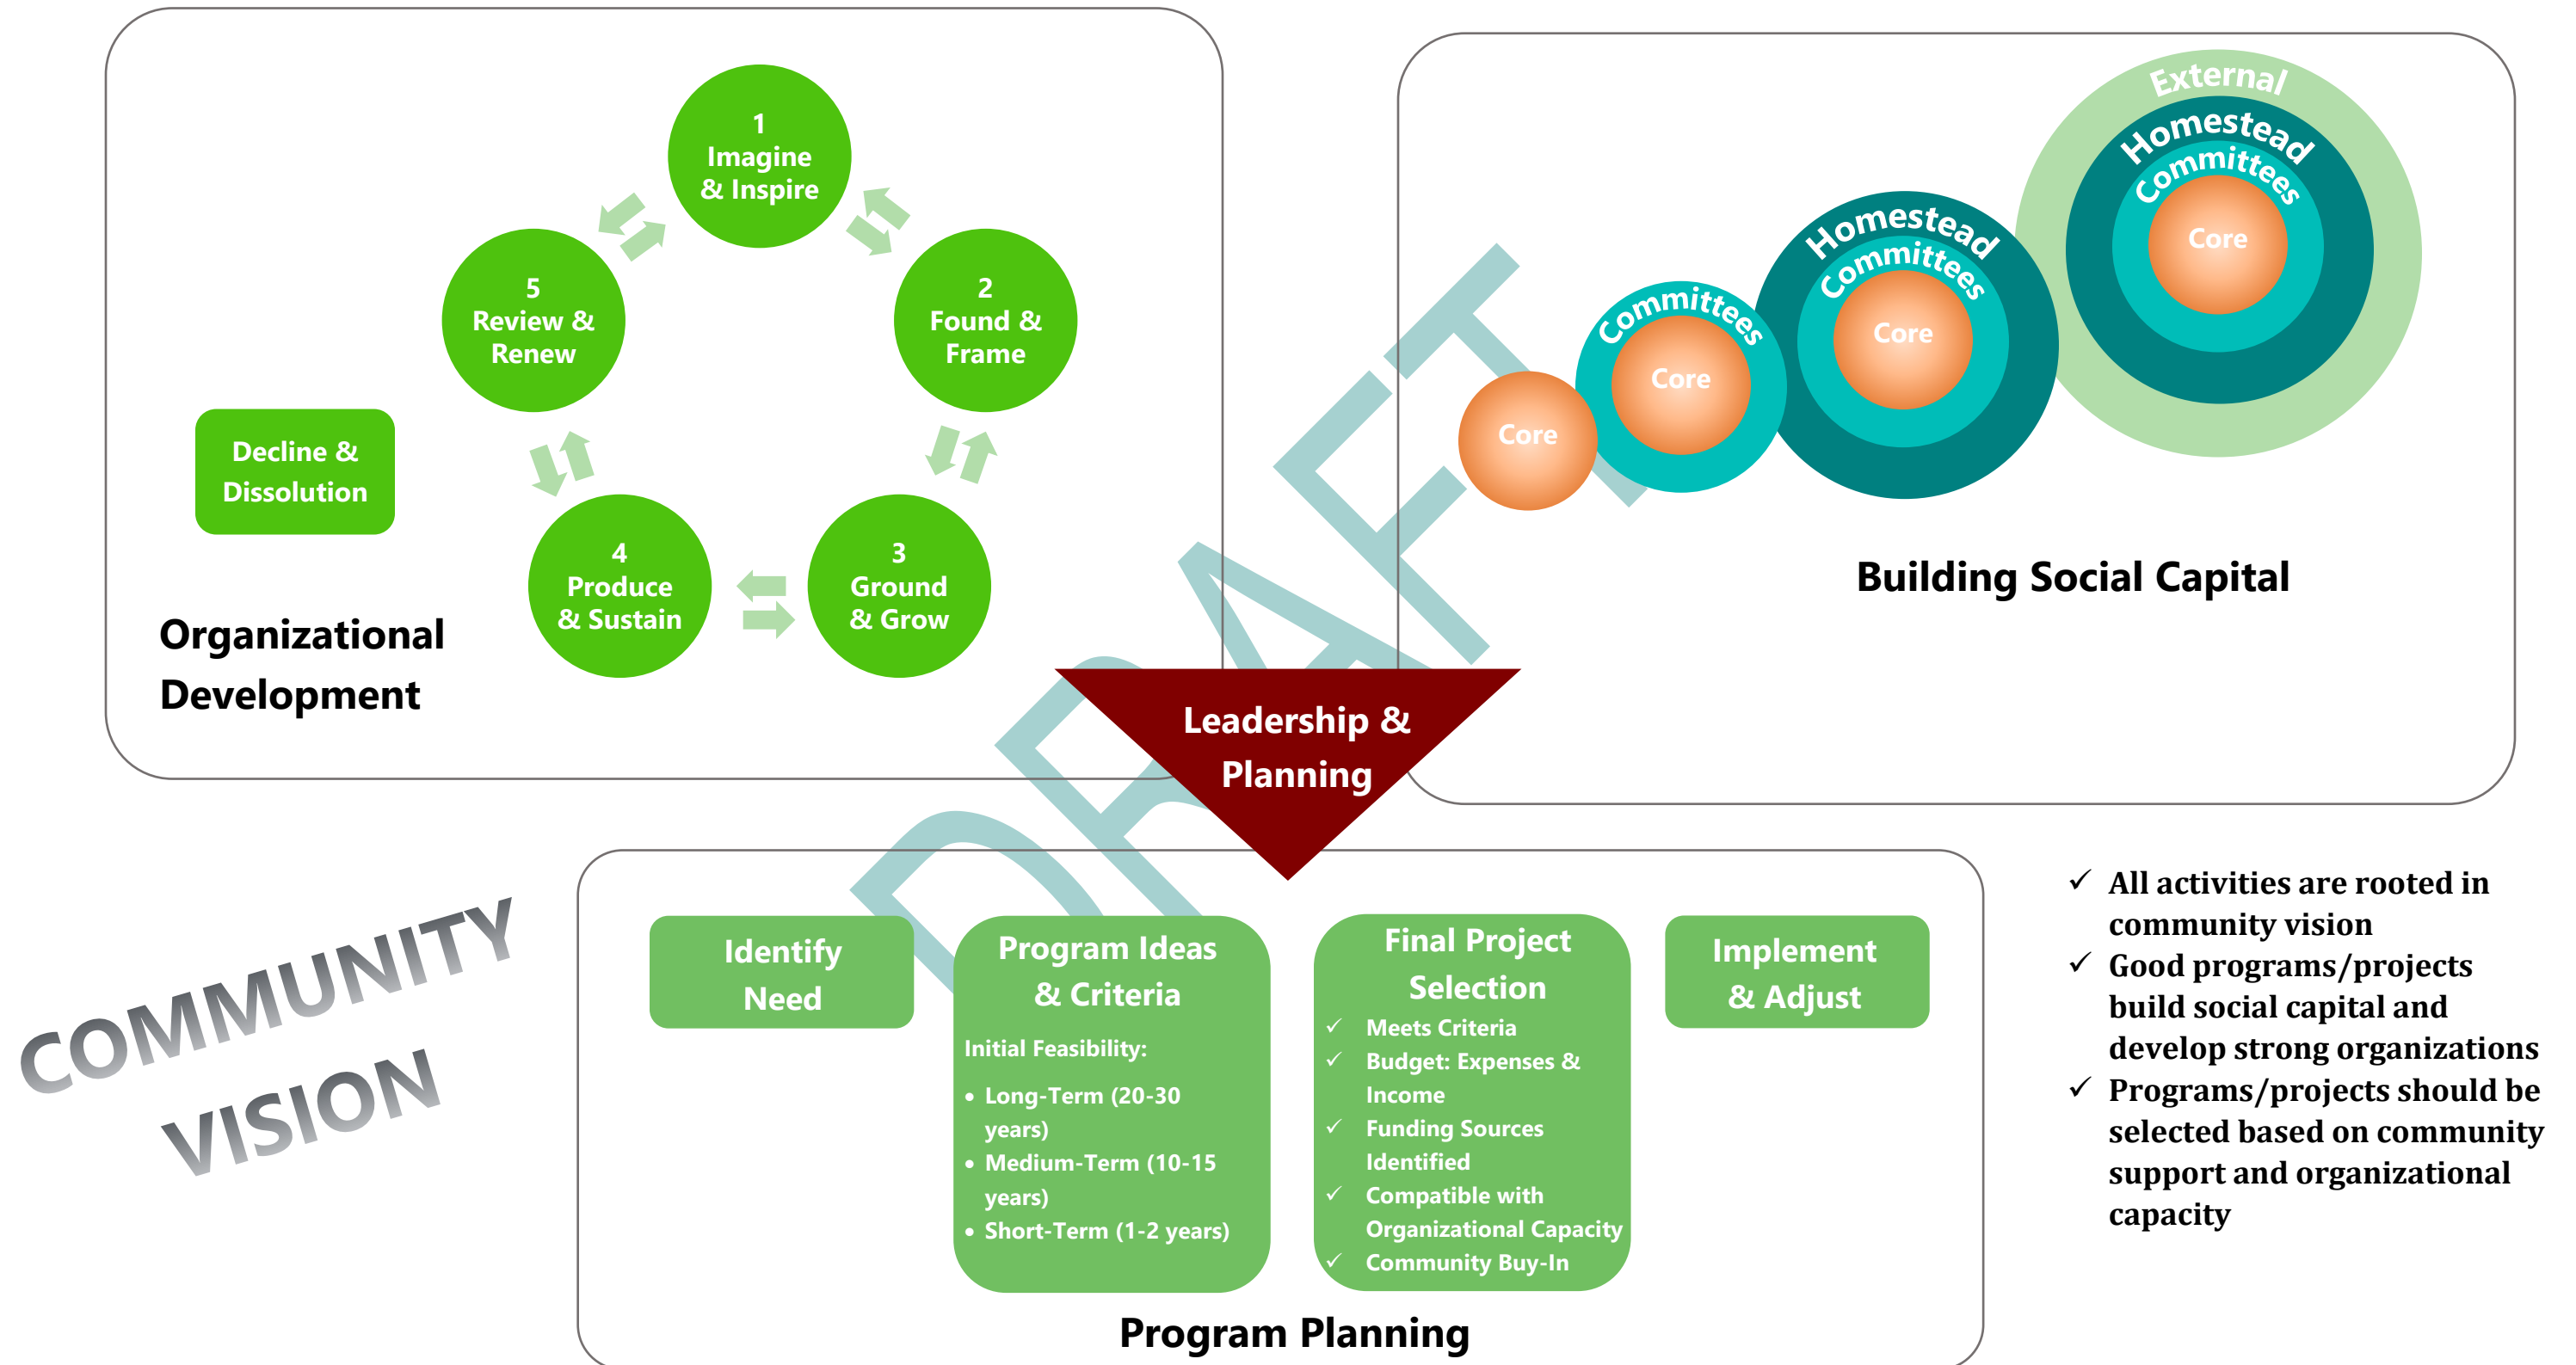 1
Imagine
& Inspire
2
Found &
Frame
3
Ground
& Grow
4
Produce
& Sustain
5
Review &
Renew
Decline &
Dissolution
Organizational
Development
External
Homestead
Committees
Core
Homestead
Committees
Core
Committees
Core
Core
Building Social Capital
DRAFT
Leadership &
Planning
COMMUNITY
VISION
Identify
Need
Program Ideas
& Criteria
Initial Feasibility:
• Long-Term (20-30
years)
• Medium-Term (10-15
years)
• Short-Term (1-2 years)
Final Project
Selection
✓ Meets Criteria
✓ Budget: Expenses &
Income
✓ Funding Sources
Identified
✓ Compatible with
Organizational Capacity
✓ Community Buy-In
Implement
& Adjust
Program Planning
✓ All activities are rooted in
community vision
✓ Good programs/projects
build social capital and
develop strong organizations
✓ Programs/projects should be
selected based on community
support and organizational
capacity